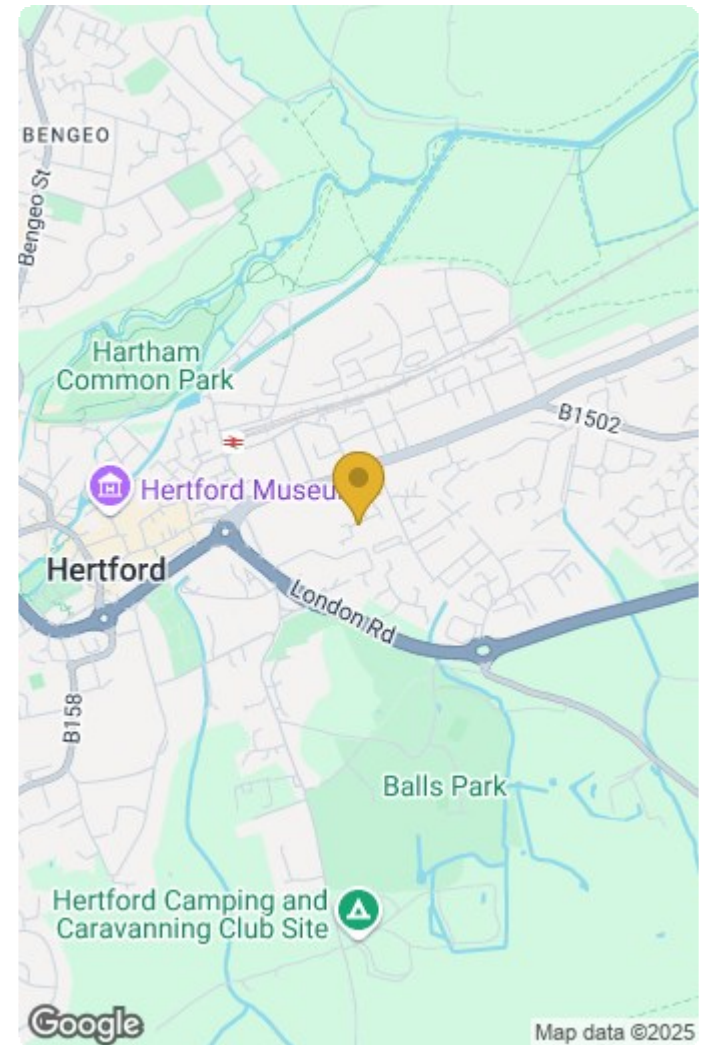 BENGEO
Bengeo St
Hartham
Common Park
B1502
Hertford Museu
Hertford
London Rd
B158
Balls Park
Hertford Camping and
Caravanning Club Site
Google
Map data ©2025